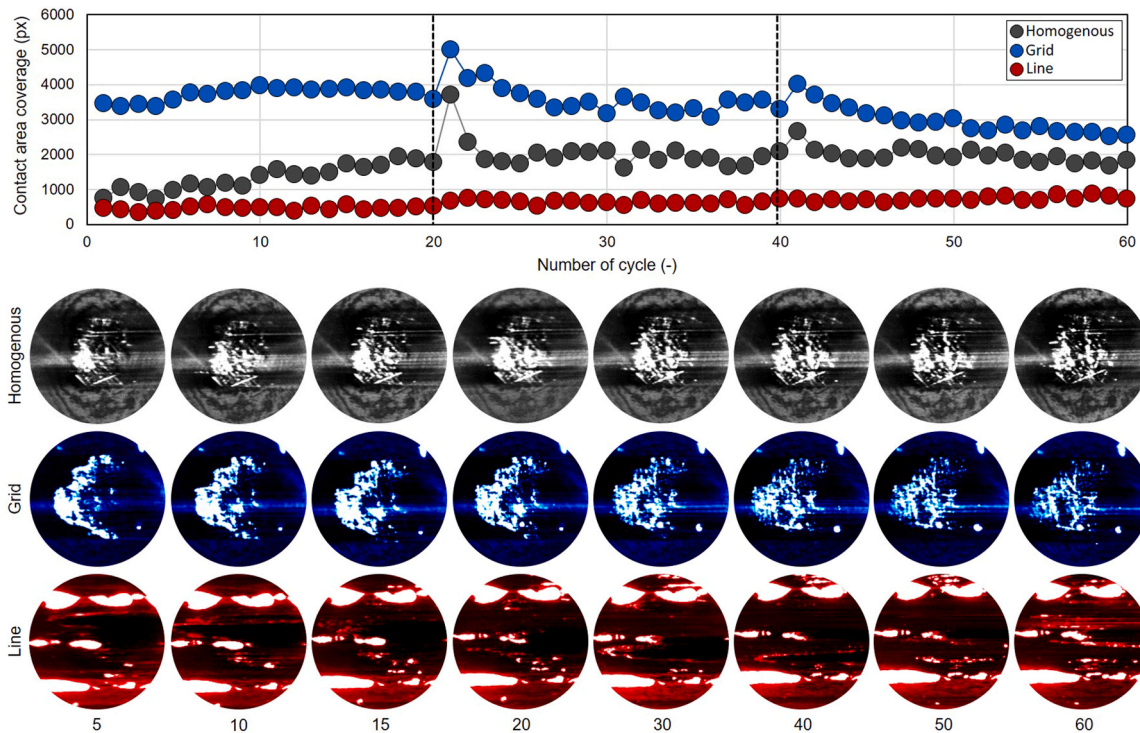 Contact area coverage (px)
6000
5000
4000
3000
2000
1000
0
0 10 20 30 40 50 60
Number of cycle (-)
Homogenous
Grid
Line
Homogenous
Grid
Line
5 10 15 20 30 40 50 60